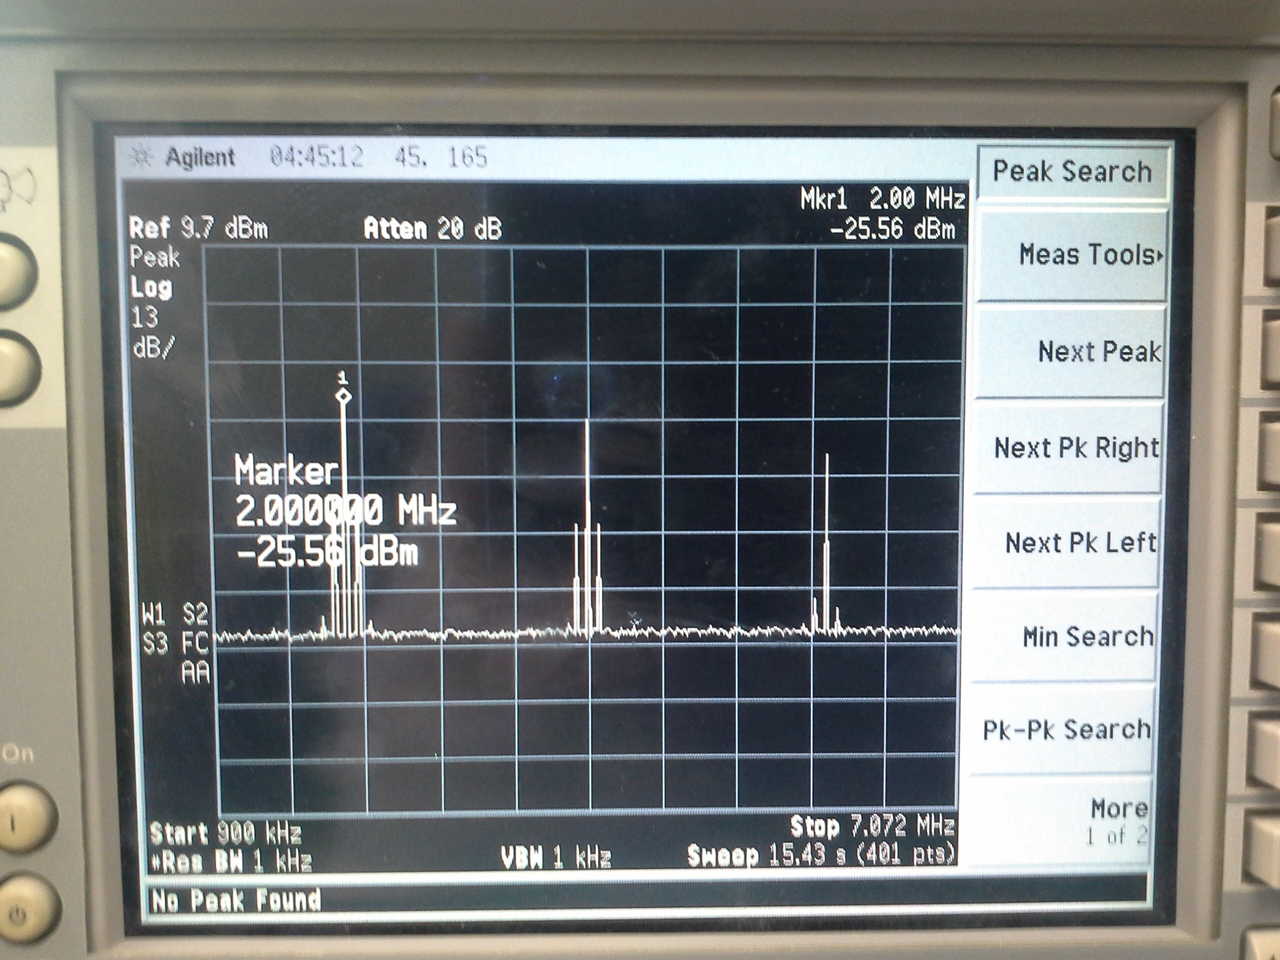 Agilent 04:45:12 45. 165
Peak Search
Mkr1 2.00 MHz
Ref 9.7 dBm Atten 20 dB -25.56 dBm
Peak
Log
13
dB/
Meas Tools
Next Peak
1
Marker
2.000000 MHz
-25.56 dBm
Next Pk Right
Next Pk Left
W1 S2
S3 FC
AA
Min Search
Pk-Pk Search
On
More
1 of 2
Start 900 kHz Stop 7.072 MHz
*Res BW 1 kHz VBW 1 kHz Sweep 15.43 s (401 pts)
No Peak Found